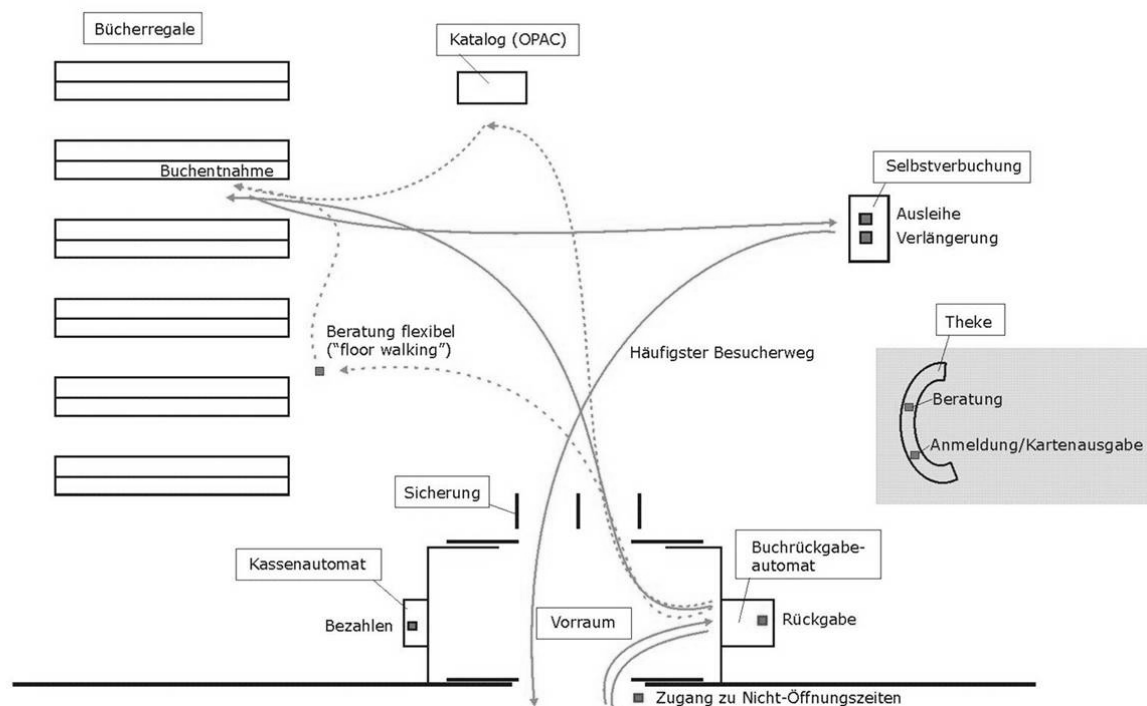 Bücherregale
Katalog (OPAC)
Buchentnahme
Selbstverbuchung
Ausleihe
Verlängerung
Beratung flexibel
("floor walking")
Häufigster Besucherweg
Theke
Beratung
Anmeldung/Kartenausgabe
Sicherung
Kassenautomat
Bezahlen
Vorraum
Buchrückgabe-
automat
Rückgabe
Zugang zu Nicht-Öffnungszeiten